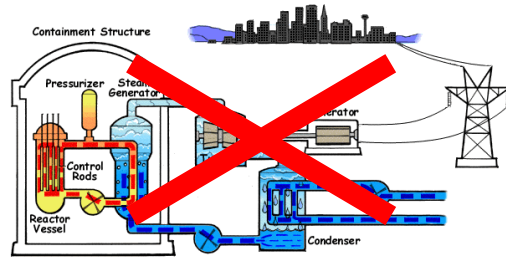 Containment Structure
Pressurizer
Control
Rods
Reactor
Vessel
Condenser